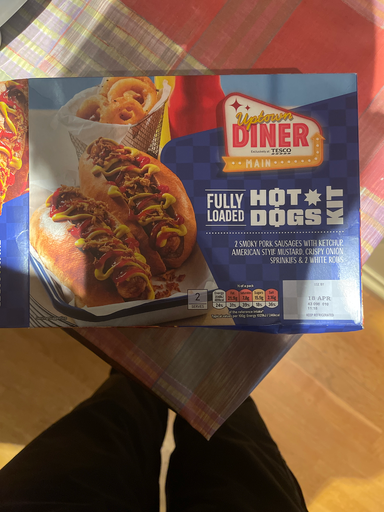 Uptown
DINER
TESCO
MAIN
FULLY
LOADED
HOT
DOGS
KIT
2 SMOKY PORK SAUSAGES WITH KETCHUP,
AMERICAN STYLE MUSTARD, CRISPY ONION
SPRINKLES & 2 WHITE ROLLS
2
18 APR